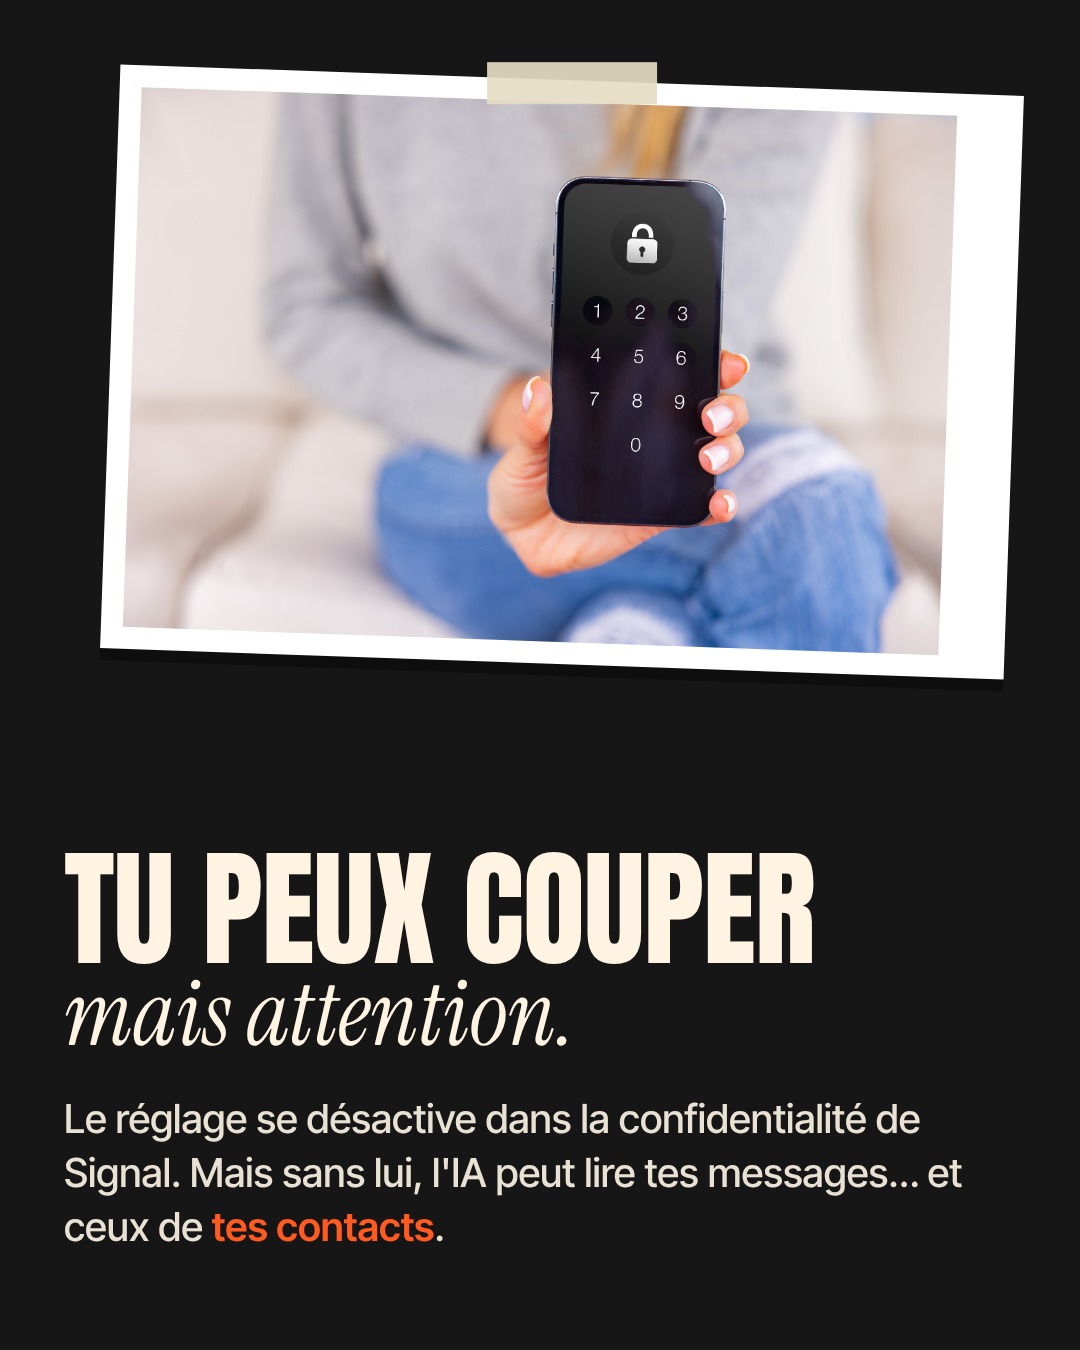 1 2 3
4 5 6
7 8 9
0
TU PEUX COUPER
mais attention.
Le réglage se désactive dans la confidentialité de
Signal. Mais sans lui, l'IA peut lire tes messages... et
ceux de tes contacts.